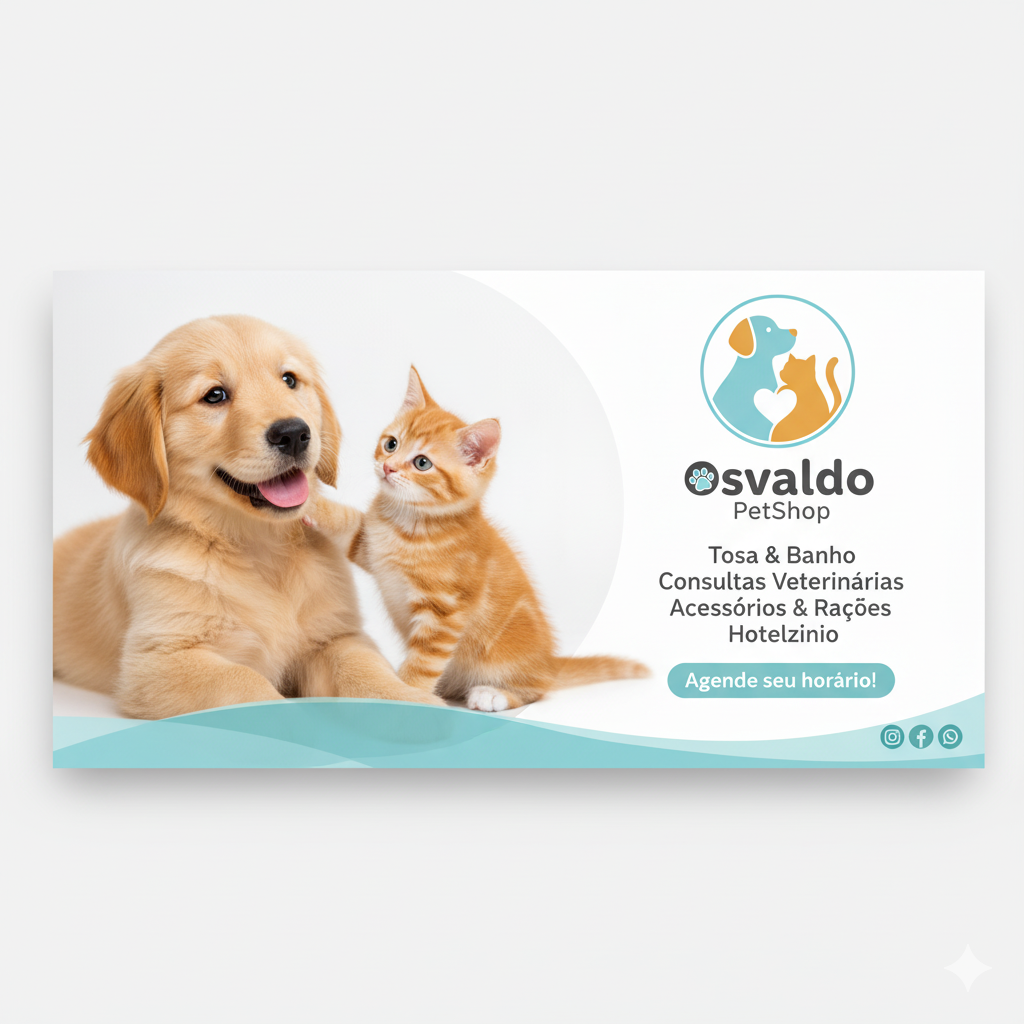 Osvaldo
PetShop
Tosa & Banho
Consultas Veterinárias
Acessórios & Rações
Hotelzinio
Agende seu horário!